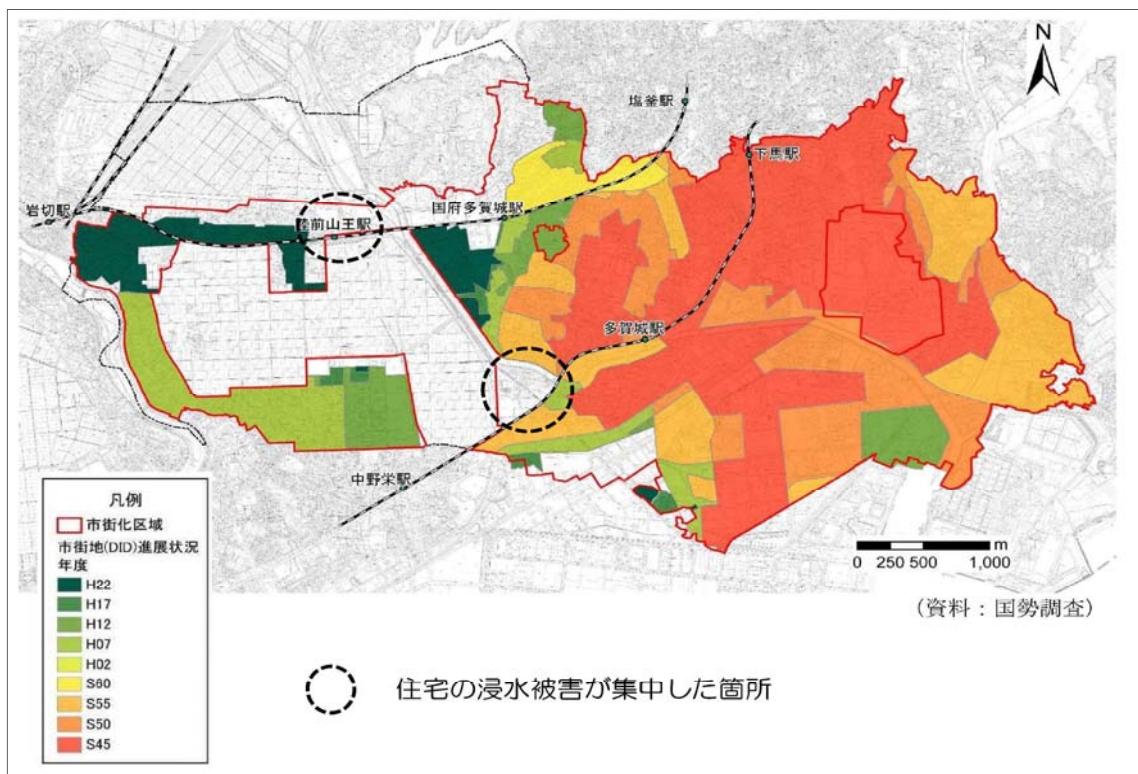 N
塩釜駅
下馬駅
岩切駅
陸前山王駅
国府多賀城駅
多賀城駅
中野栄駅
凡例
市街化区域
市街地(DID)進展状況
年度
H22
H17
H12
H07
H02
S60
S55
S50
S45
m
0 250 500 1,000
(資料:国勢調査)
住宅の浸水被害が集中した箇所